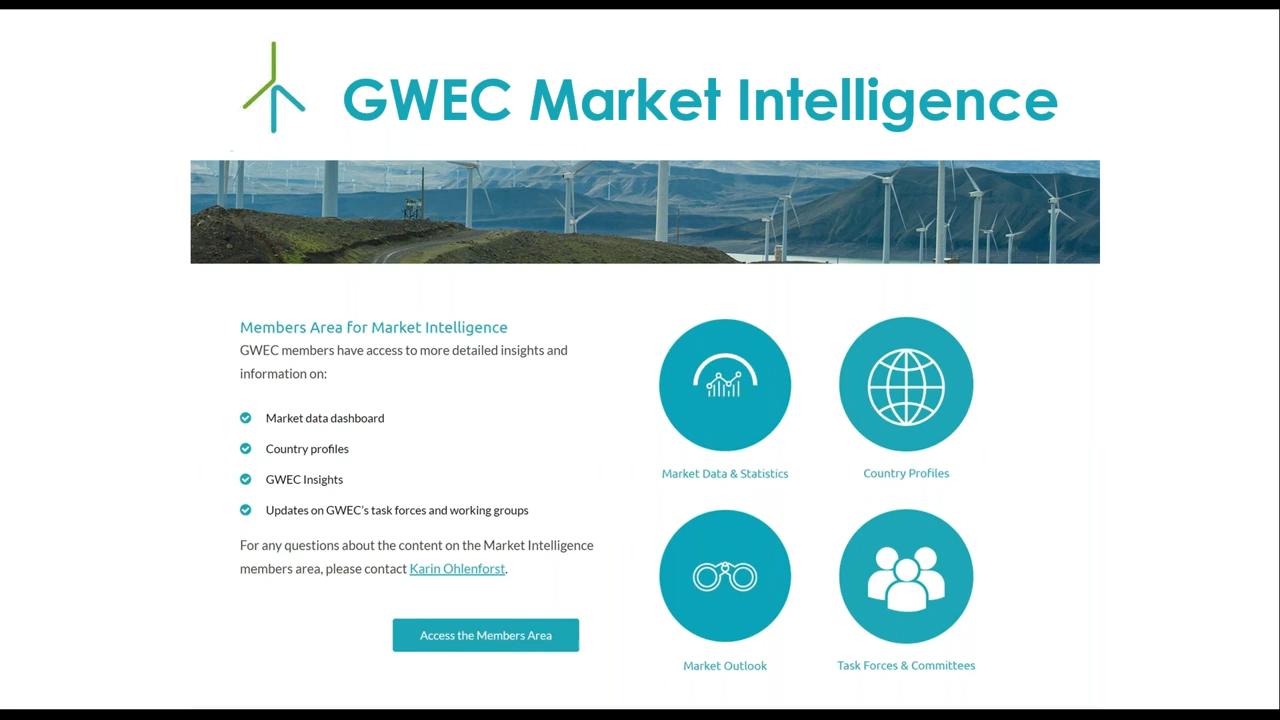 GWEC Market Intelligence
Members Area for Market Intelligence
GWEC members have access to more detailed insights and
information on:
Market data dashboard
Country profiles
GWEC Insights
Updates on GWEC's task forces and working groups
For any questions about the content on the Market Intelligence
members area, please contact Karin Ohlenforst.
Access the Members Area
Market Data & Statistics
Country Profiles
Market Outlook
Task Forces & Committees